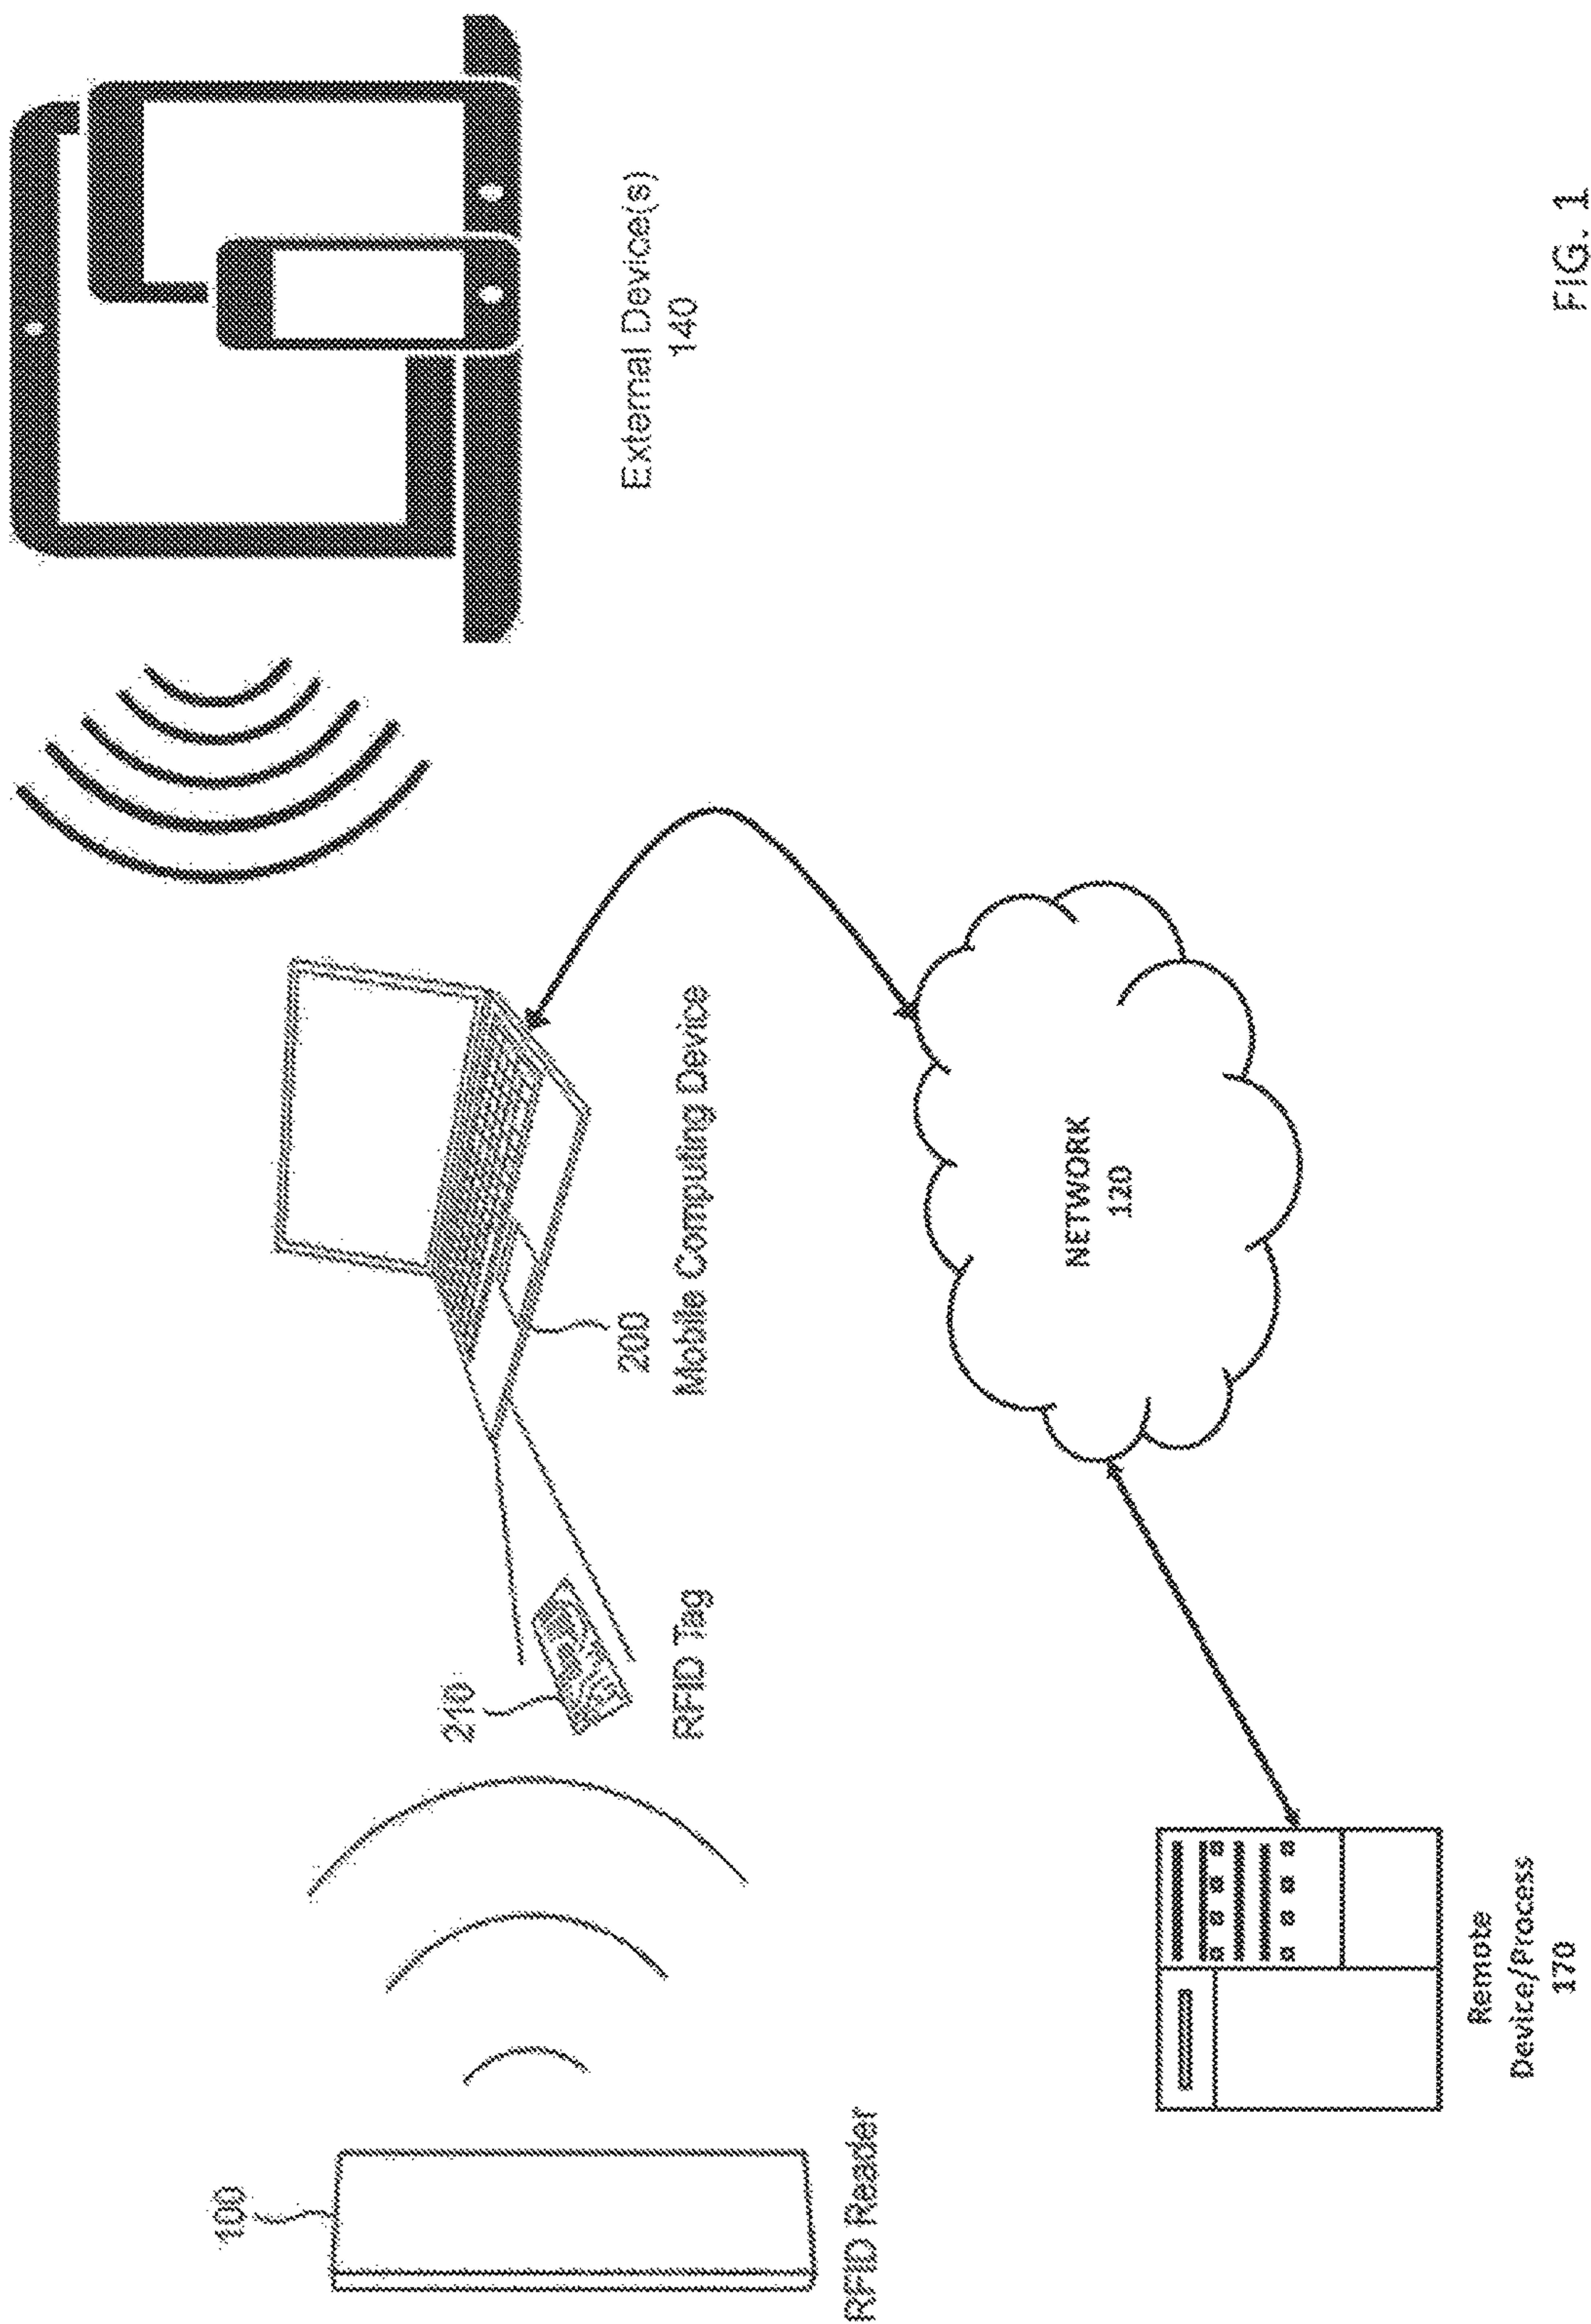 100
RFID Reader
210
RFID Tag
200
Mobile Computing Device
External Device(s)
140
NETWORK
120
Remote
Device/Process
170
FIG. 1